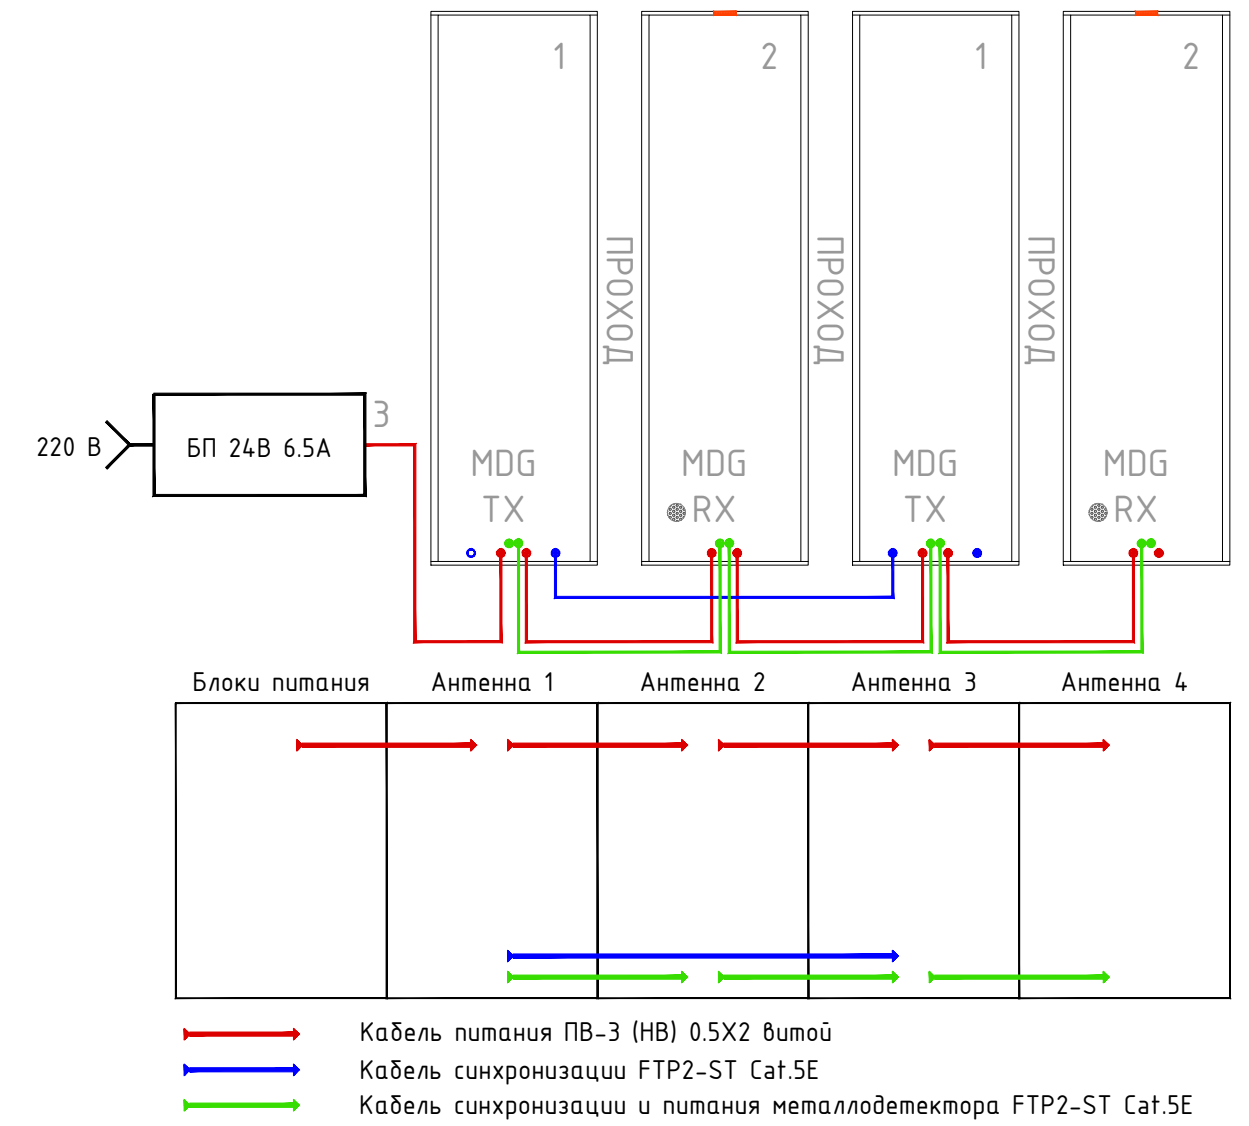 1
2
1
2
ПРОХОД
ПРОХОД
ПРОХОД
3
220 В
БП 24В 6.5А
MDG
TX
MDG
RX
MDG
TX
MDG
RX
Блоки питания
Антенна 1
Антенна 2
Антенна 3
Антенна 4
Кабель питания ПВ-3 (НВ) 0.5Х2 витой
Кабель синхронизации FTP2-ST Cat.5E
Кабель синхронизации и питания металлодетектора FTP2-ST Cat.5E